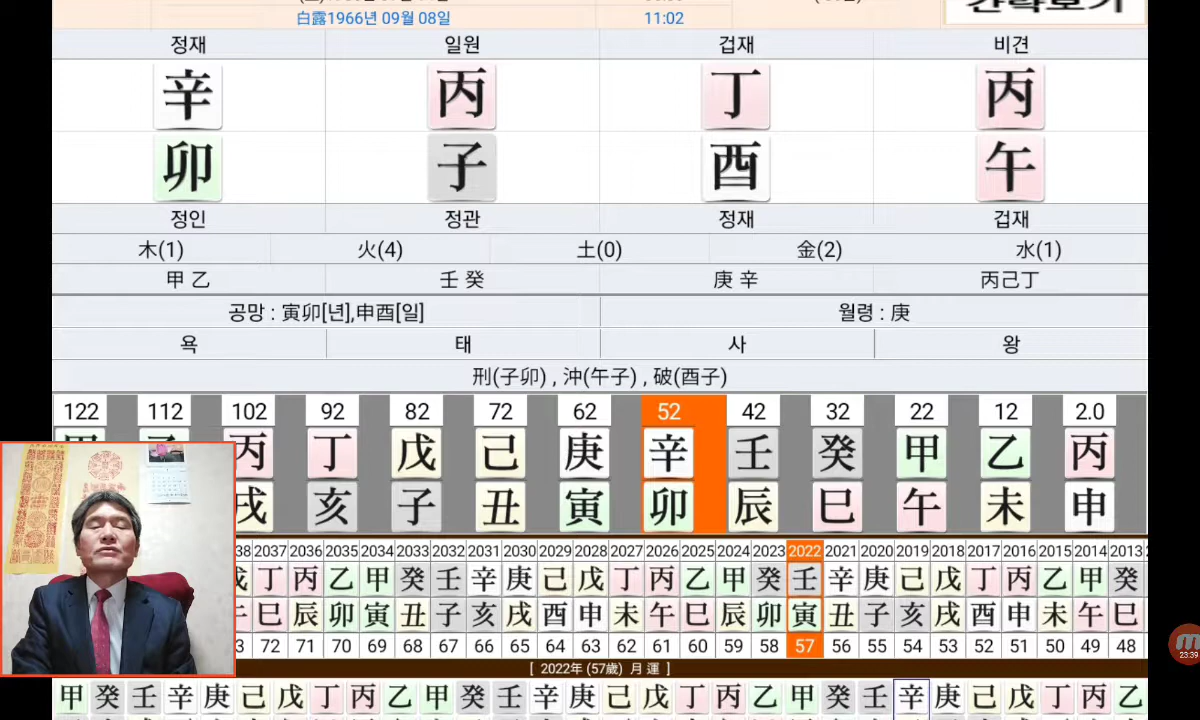 白露1966년 09월 08일 11:02
정재 일원 겁재 비견
辛 丙 丁 丙
卯 子 酉 午
정인 정관 정재 겁재
木(1) 火(4) 土(0) 金(2) 水(1)
甲 乙 壬 癸 庚 辛 丙己丁
공망 : 寅卯[년],申酉[일] 월령 : 庚
욕 태 사 왕
刑(子卯) , 沖(午子) , 破(酉子)
122 112 102 92 82 72 62 52 42 32 22 12 2.0
丙 丁 戊 己 庚 辛 壬 癸 甲 乙 丙
戌 亥 子 丑 寅 卯 辰 巳 午 未 申
2037 2036 2035 2034 2033 2032 2031 2030 2029 2028 2027 2026 2025 2024 2023 2022 2021 2020 2019 2018 2017 2016 2015 2014 2013
丁 丙 乙 甲 癸 壬 辛 庚 己 戊 丁 丙 乙 甲 癸 壬 辛 庚 己 戊 丁 丙 乙 甲 癸
巳 辰 卯 寅 丑 子 亥 戌 酉 申 未 午 巳 辰 卯 寅 丑 子 亥 戌 酉 申 未 午 巳
72 71 70 69 68 67 66 65 64 63 62 61 60 59 58 57 56 55 54 53 52 51 50 49 48
[ 2022年 (57歲) 月 運 ]
甲 癸 壬 辛 庚 己 戊 丁 丙 乙 甲 癸 壬 辛 庚 己 戊 丁 丙 乙 甲 癸 壬 辛 庚 己 戊 丁 丙 乙
23:39